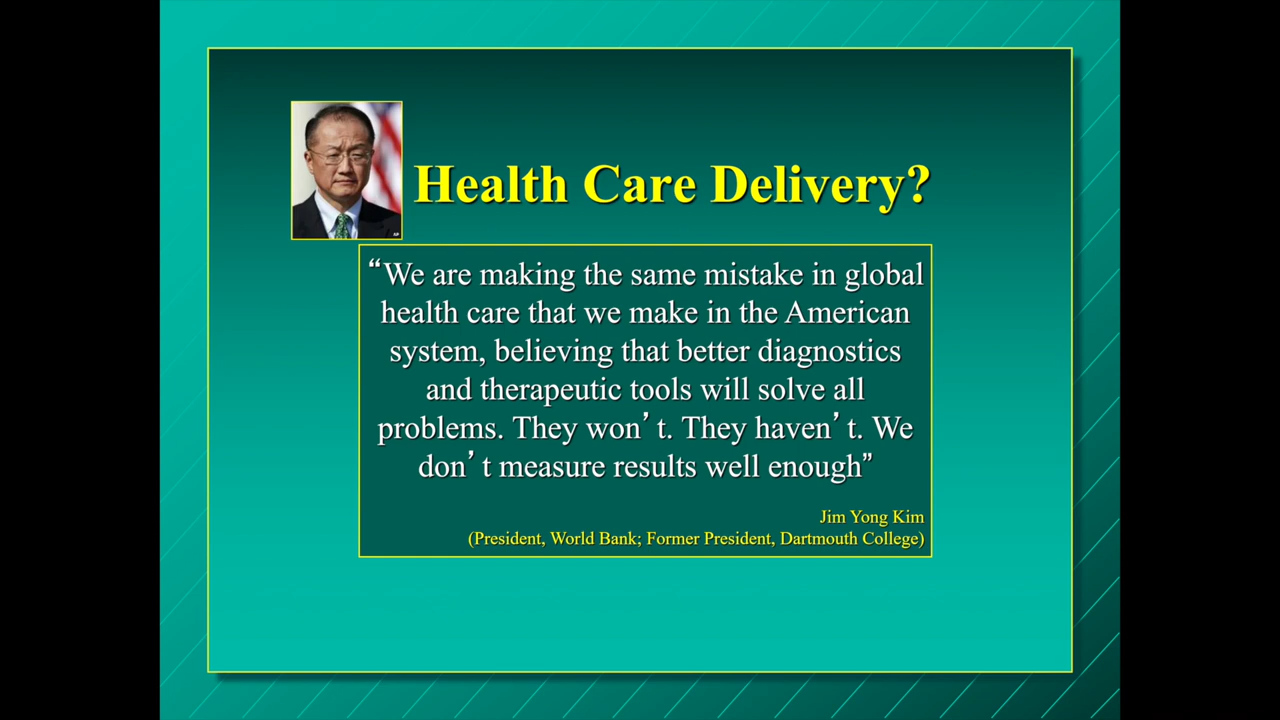 Health Care Delivery?
“We are making the same mistake in global
health care that we make in the American
system, believing that better diagnostics
and therapeutic tools will solve all
problems. They won’t. They haven’t. We
don’t measure results well enough”
Jim Yong Kim
(President, World Bank; Former President, Dartmouth College)